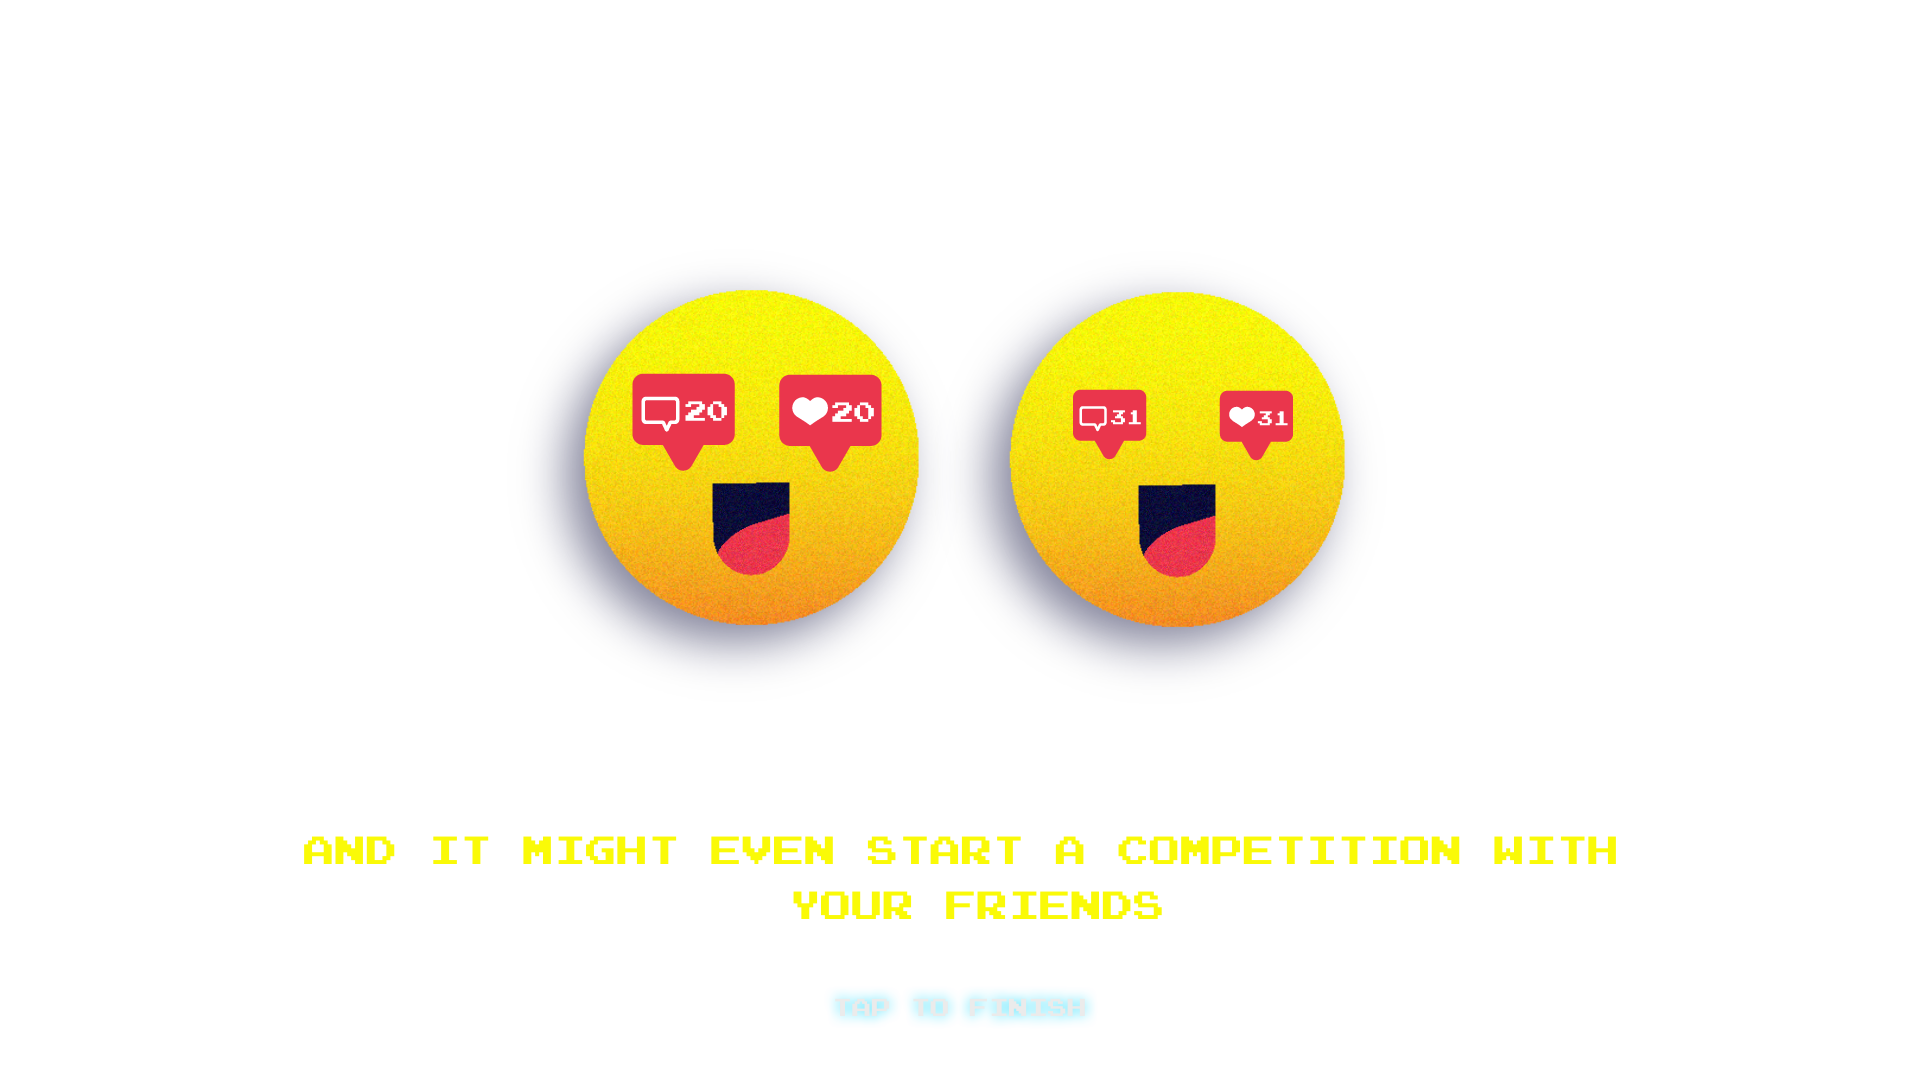 20 20 31 31
AND IT MIGHT EVEN START A COMPETITION WITH
YOUR FRIENDS
TAP TO FINISH